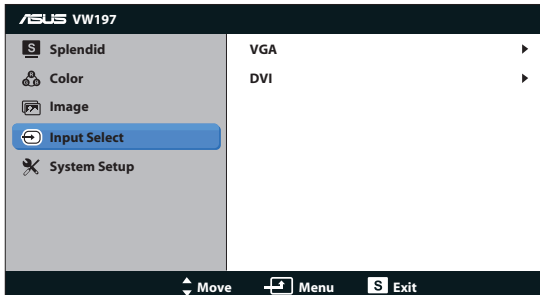 ASUS VW197
S Splendid
Color
Image
Input Select
System Setup
VGA
DVI
Move Menu S Exit